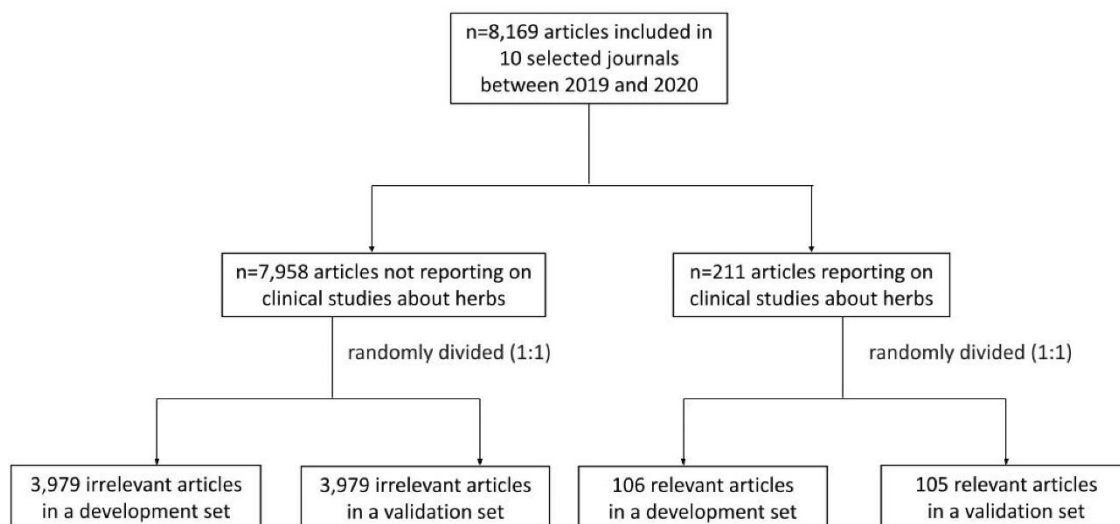 n=8,169 articles included in
10 selected journals
between 2019 and 2020
n=7,958 articles not reporting on
clinical studies about herbs
n=211 articles reporting on
clinical studies about herbs
randomly divided (1:1)
randomly divided (1:1)
3,979 irrelevant articles
in a development set
3,979 irrelevant articles
in a validation set
106 relevant articles
in a development set
105 relevant articles
in a validation set